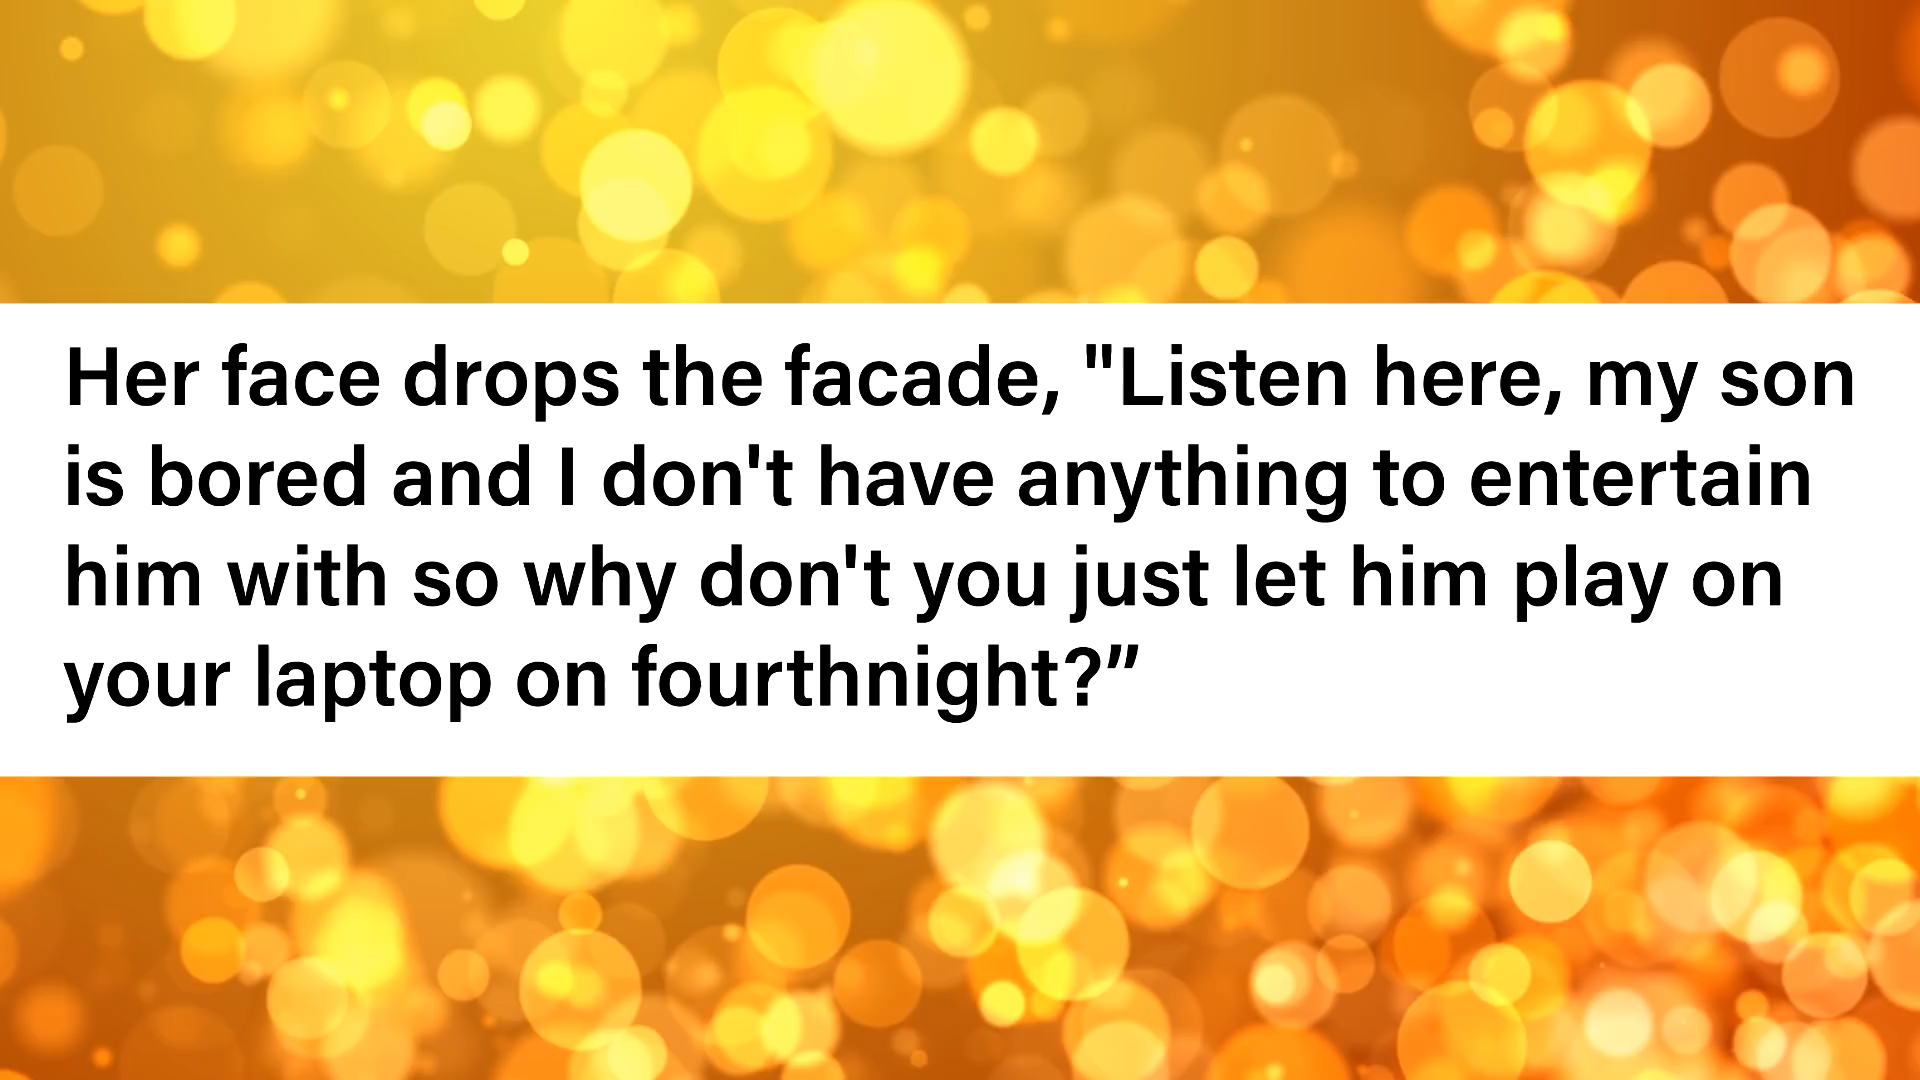 Her face drops the facade, "Listen here, my son
is bored and I don't have anything to entertain
him with so why don't you just let him play on
your laptop on fourthnight?”